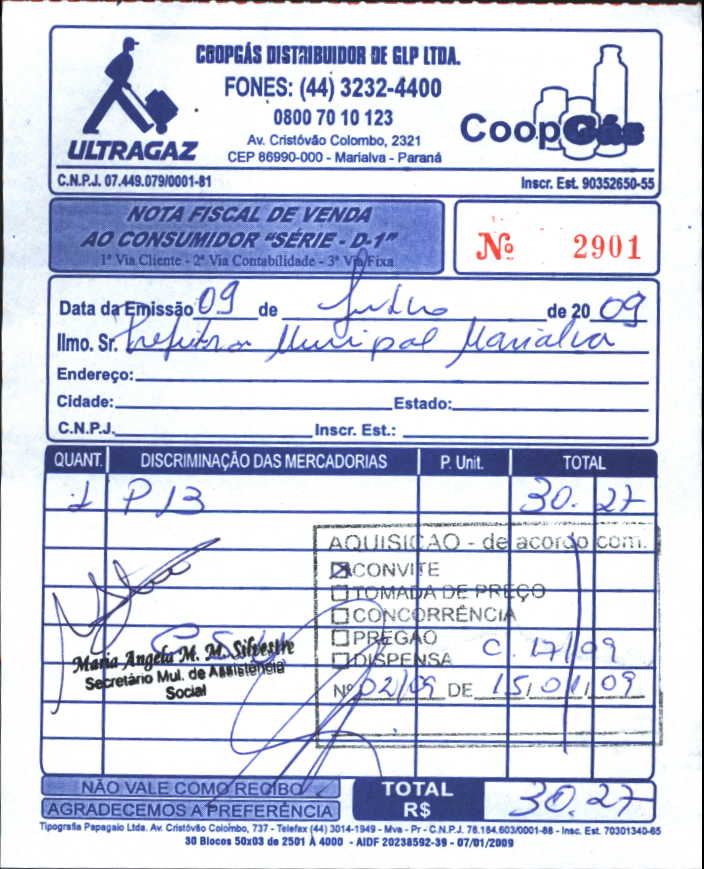 COOPGÁS DISTRIBUIDOR DE GLP LTDA.
FONES: (44) 3232-4400
0800 70 10 123
Av. Cristóvão Colombo, 2321
CEP 86990-000 - Marialva - Paraná
ULTRAGAZ
CoopGás
C.N.P.J. 07.449.079/0001-81 Inscr. Est. 90352650-55
NOTA FISCAL DE VENDA
AO CONSUMIDOR "SÉRIE - D-1"
1ª Via Cliente - 2ª Via Contabilidade - 3ª Via Fixa
Nº 2901
Data da Emissão 09 de Julho de 2009
Ilmo. Sr. Prefeitura Municipal Marialva
Endereço:
Cidade: Estado:
C.N.P.J. Inscr. Est.:
QUANT. DISCRIMINAÇÃO DAS MERCADORIAS P. Unit. TOTAL
1 P13 30.27
AQUISIÇÃO - de acordo com:
CONVITE
TOMADA DE PREÇO
CONCORRÊNCIA
PREGÃO
DISPENSA C. 17/09
Nº 02/09 DE 15/01/09
Maria Angela M. M. Silvestre
Secretário Mul. de Assistência
Social
NÃO VALE COMO RECIBO
AGRADECEMOS A PREFERÊNCIA
TOTAL
R$ 30.27
Tipografia Papagaio Ltda. Av. Cristóvão Colombo, 737 - Telefax (44) 3014-1949 - Mva - Pr - C.N.P.J. 78.184.603/0001-88 - Insc. Est. 70301340-65
30 Blocos 50x03 de 2501 À 4000 - AIDF 20238592-39 - 07/01/2009